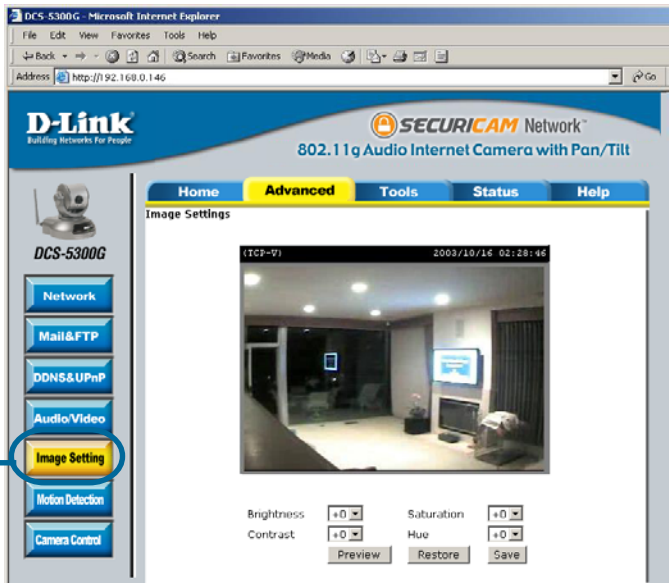 DCS-5300G - Microsoft Internet Explorer
File Edit View Favorites Tools Help
Back Search Favorites Media
Address http://192.168.0.146 Go
D-Link
Building Networks for People
SECURICAM Network™
802.11g Audio Internet Camera with Pan/Tilt
Home Advanced Tools Status Help
Image Settings
DCS-5300G
(TCP-V) 2003/10/16 02:28:46
Network
Mail&FTP
DDNS&UPnP
Audio/Video
Image Setting
Motion Detection
Camera Control
Brightness +0 Saturation +0
Contrast +0 Hue +0
Preview Restore Save